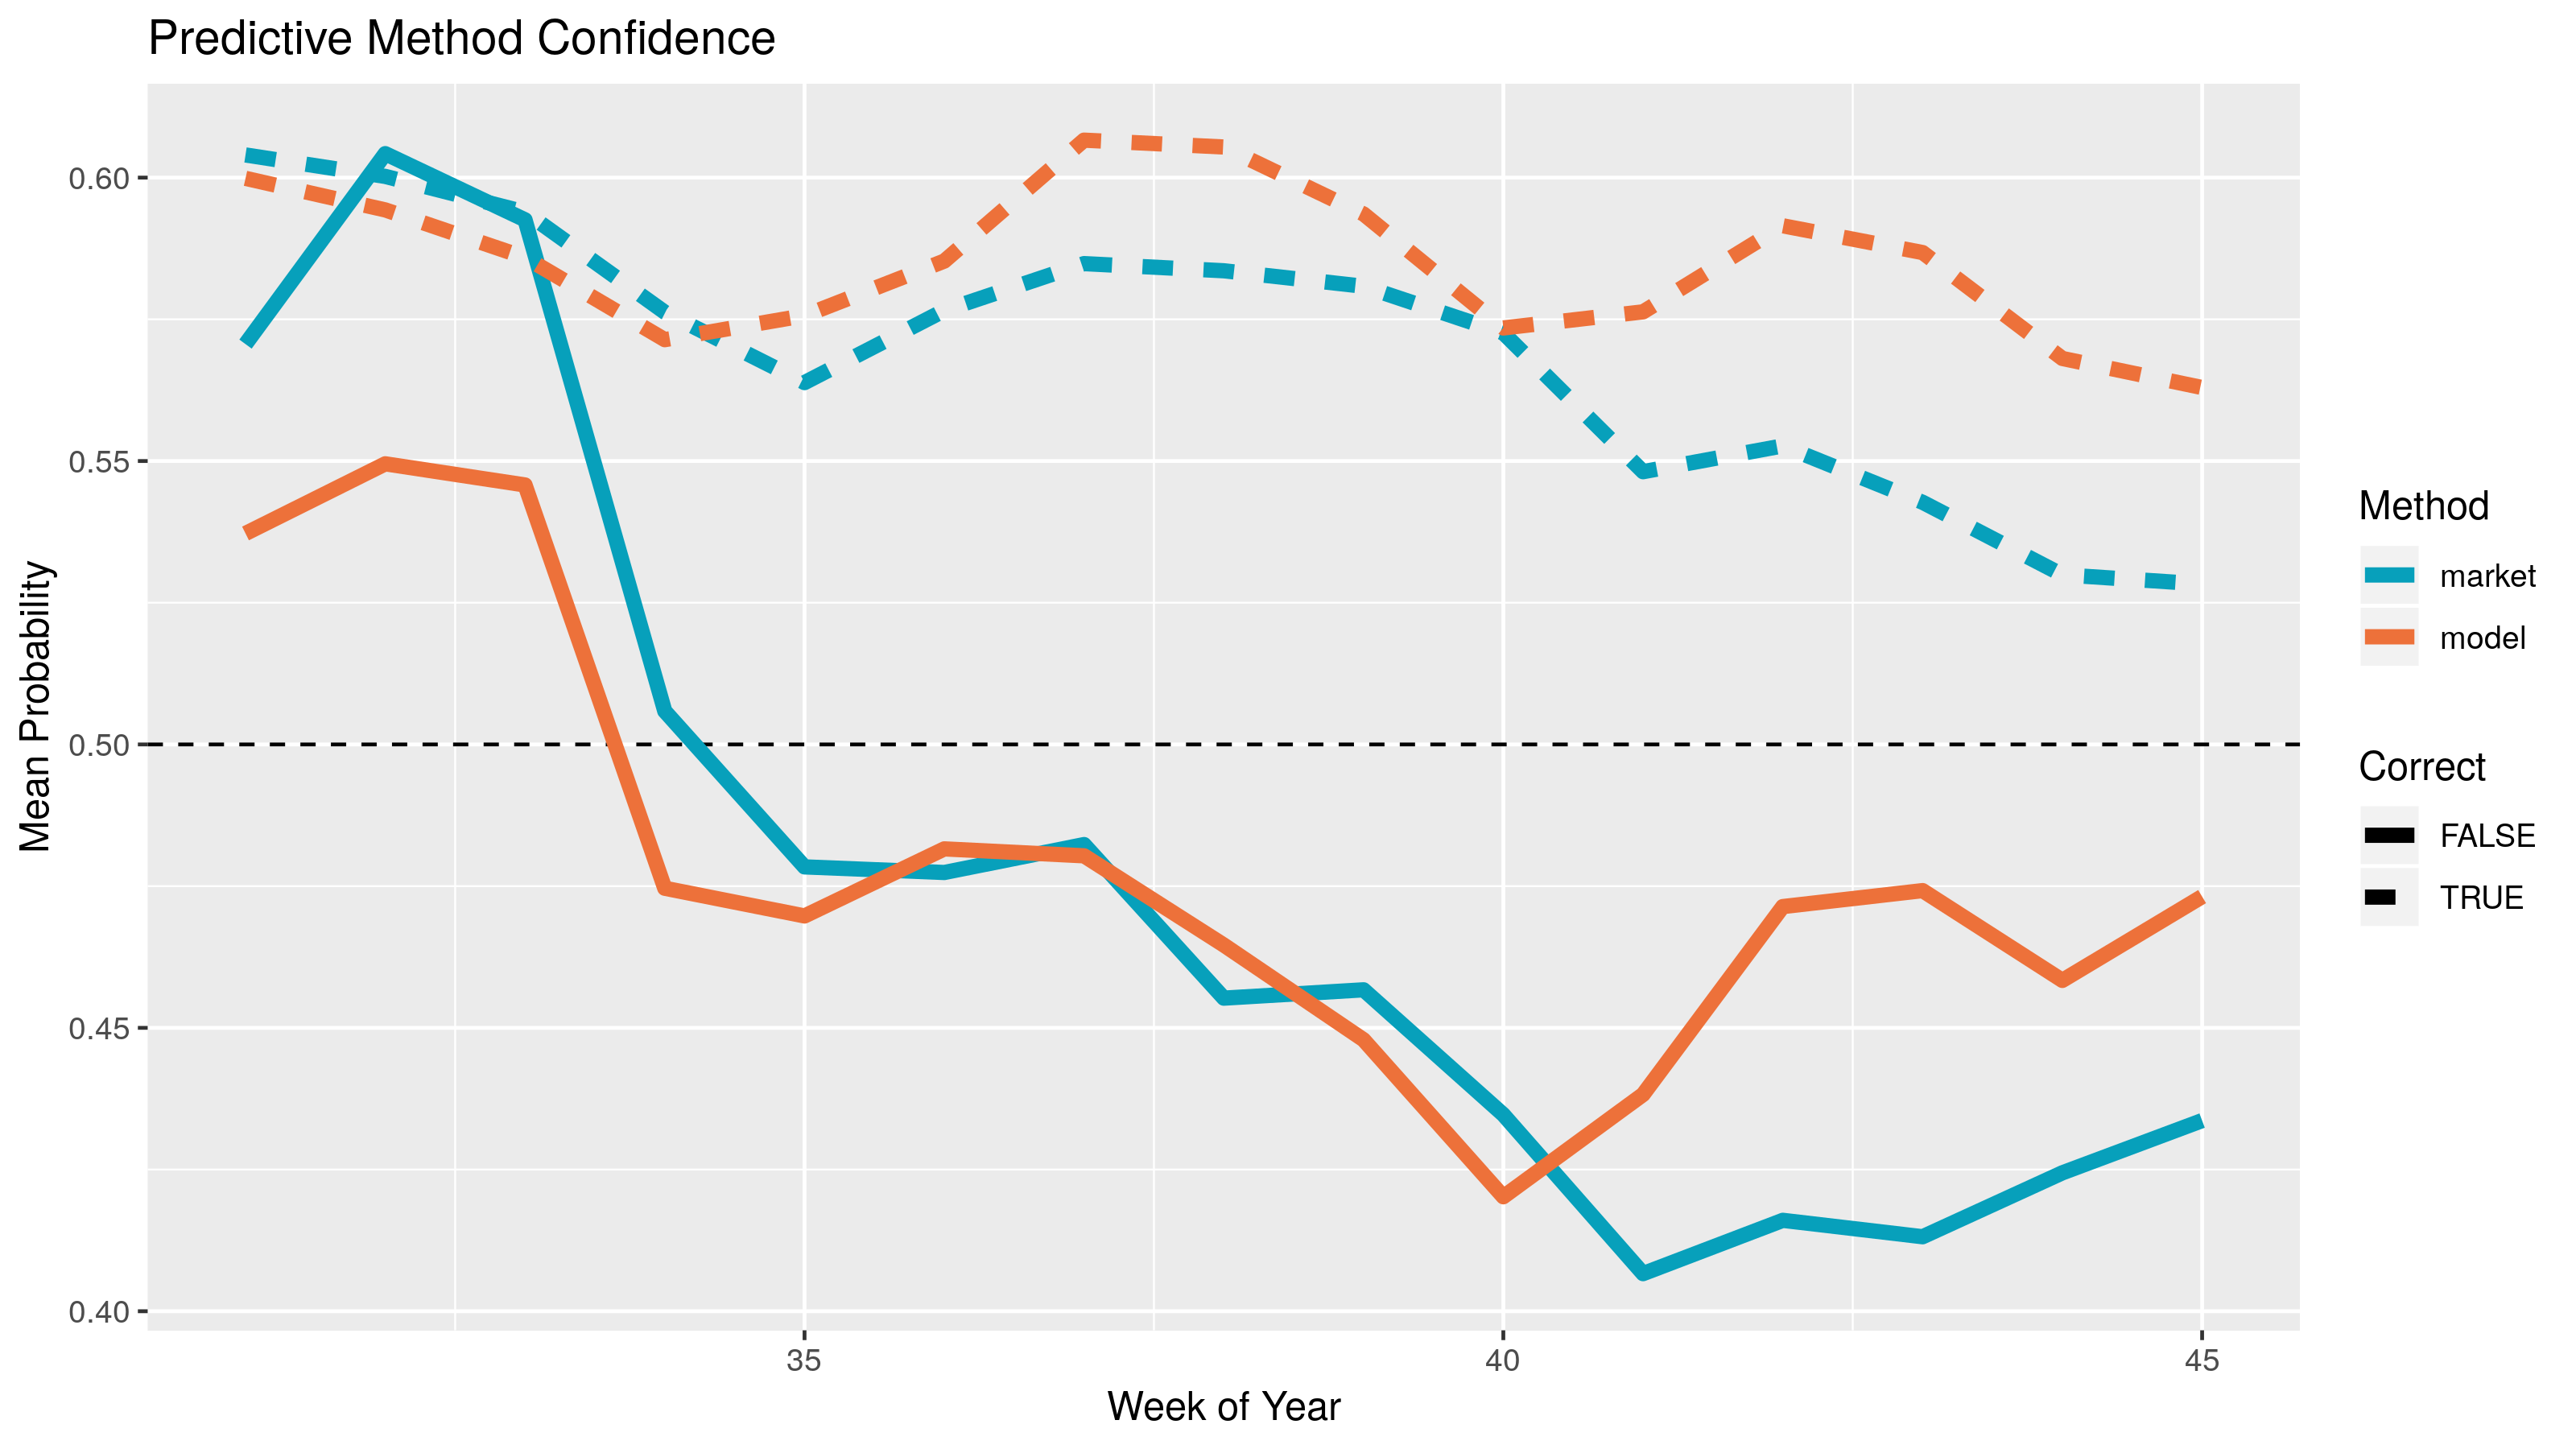 Predictive Method Confidence
Mean Probability
0.60
0.55
0.50
0.45
0.40
35
40
45
Week of Year
Method
market
model
Correct
FALSE
TRUE